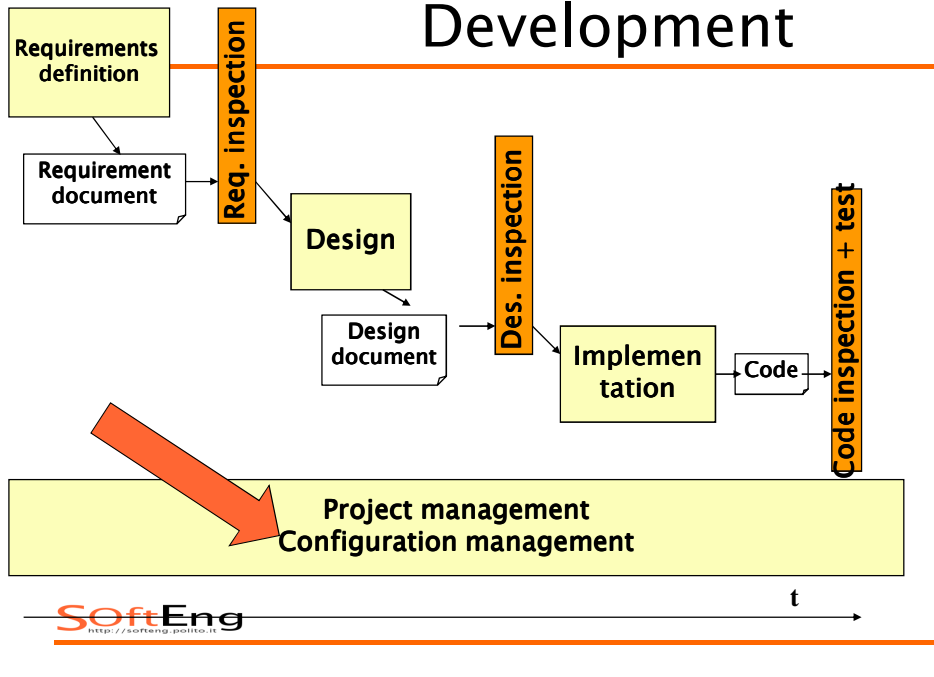 Development
Requirements
definition
Req. inspection
Requirement
document
Design
Des. inspection
Design
document
Implemen
tation
Code
Code inspection + test
Project management
Configuration management
t
SOftEng
http://softeng.polito.it